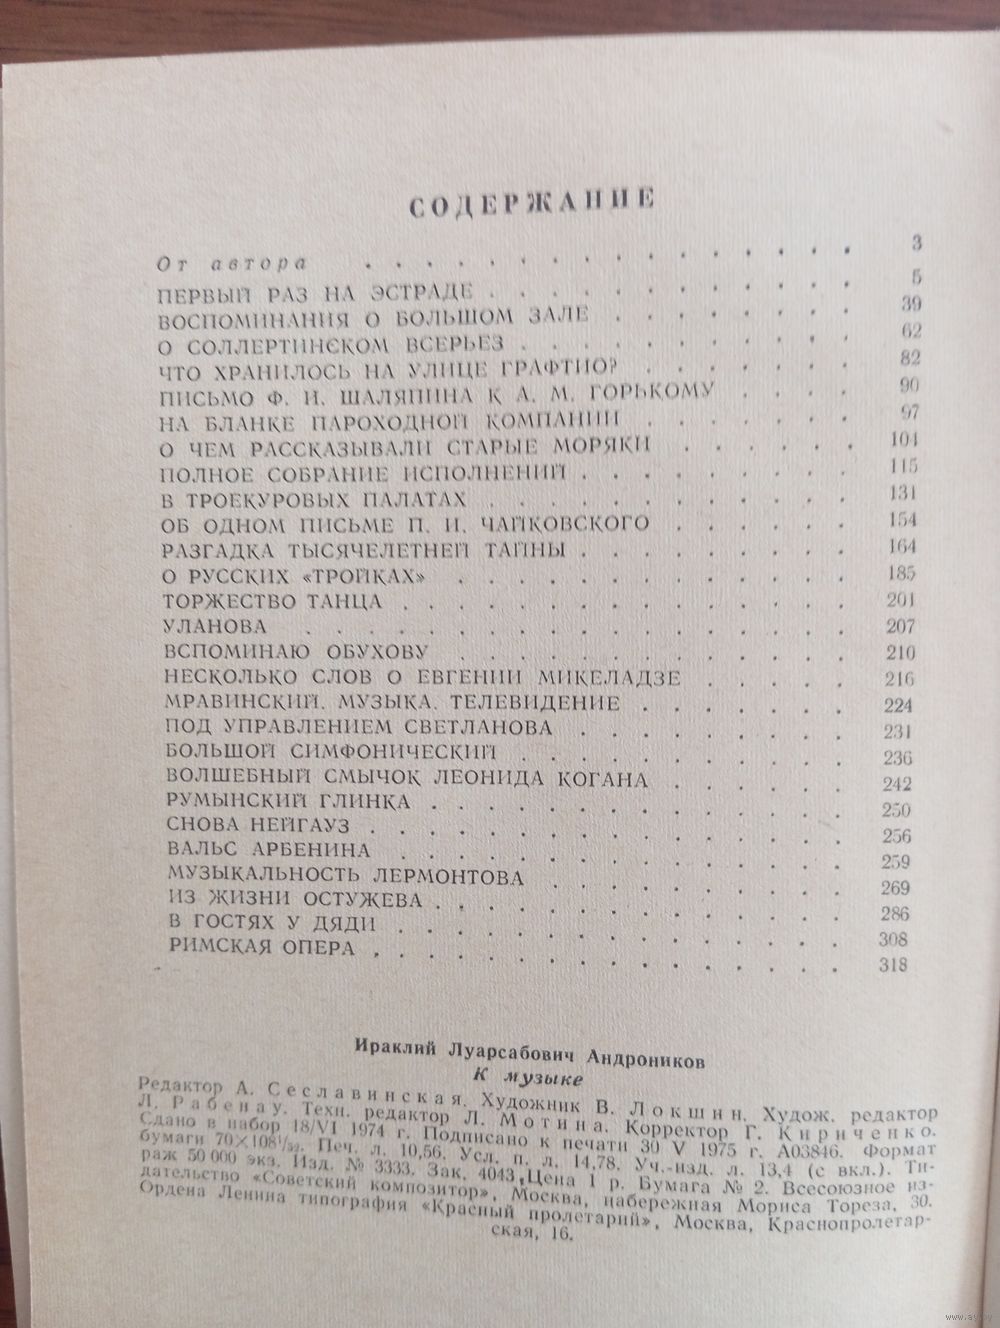 СОДЕРЖАНИЕ
От автора . . . . . . . . . . . . . . . . 3
ПЕРВЫЙ РАЗ НА ЭСТРАДЕ . . . . . . . . . . . . 5
ВОСПОМИНАНИЯ О БОЛЬШОМ ЗАЛЕ . . . . . . . . 39
О СОЛЛЕРТИНСКОМ ВСЕРЬЕЗ . . . . . . . . . . . 62
ЧТО ХРАНИЛОСЬ НА УЛИЦЕ ГРАФТИО? . . . . . . . 82
ПИСЬМО Ф. И. ШАЛЯПИНА К А. М. ГОРЬКОМУ . . . . 90
НА БЛАНКЕ ПАРОХОДНОЙ КОМПАНИИ . . . . . . . 97
О ЧЕМ РАССКАЗЫВАЛИ СТАРЫЕ МОРЯКИ . . . . . . 104
ПОЛНОЕ СОБРАНИЕ ИСПОЛНЕНИЙ . . . . . . . . . 115
В ТРОЕКУРОВЫХ ПАЛАТАХ . . . . . . . . . . . . 131
ОБ ОДНОМ ПИСЬМЕ П. И. ЧАЙКОВСКОГО . . . . . . 154
РАЗГАДКА ТЫСЯЧЕЛЕТНЕЙ ТАЙНЫ . . . . . . . . . 164
О РУССКИХ «ТРОЙКАХ» . . . . . . . . . . . . . 185
ТОРЖЕСТВО ТАНЦА . . . . . . . . . . . . . . . 201
УЛАНОВА . . . . . . . . . . . . . . . . . . 207
ВСПОМИНАЮ ОБУХОВУ . . . . . . . . . . . . . 210
НЕСКОЛЬКО СЛОВ О ЕВГЕНИИ МИКЕЛАДЗЕ . . . . . 216
МРАВИНСКИЙ. МУЗЫКА. ТЕЛЕВИДЕНИЕ . . . . . . . 224
ПОД УПРАВЛЕНИЕМ СВЕТЛАНОВА . . . . . . . . . 231
БОЛЬШОЙ СИМФОНИЧЕСКИЙ . . . . . . . . . . . 236
ВОЛШЕБНЫЙ СМЫЧОК ЛЕОНИДА КОГАНА . . . . . . 242
РУМЫНСКИЙ ГЛИНКА . . . . . . . . . . . . . . 250
СНОВА НЕЙГАУЗ . . . . . . . . . . . . . . . . 256
ВАЛЬС АРБЕНИНА . . . . . . . . . . . . . . . 259
МУЗЫКАЛЬНОСТЬ ЛЕРМОНТОВА . . . . . . . . . . 269
ИЗ ЖИЗНИ ОСТУЖЕВА . . . . . . . . . . . . . . 286
В ГОСТЯХ У ДЯДИ . . . . . . . . . . . . . . . 308
РИМСКАЯ ОПЕРА . . . . . . . . . . . . . . . . 318
Ираклий Луарсабович Андроников
К музыке
Редактор А. Сеславинская. Художник В. Локшин. Худож. редактор
Л. Рабенау. Техн. редактор Л. Мотина. Корректор Г. Кириченко.
Сдано в набор 18/VI 1974 г. Подписано к печати 30 V 1975 г. А03846. Формат
бумаги 70×108¹/₃₂. Печ. л. 10,56. Усл. п. л. 14,78. Уч.-изд. л. 13,4 (с вкл.). Ти-
раж 50 000 экз. Изд. № 3333. Зак. 4043. Цена 1 р. Бумага № 2. Всесоюзное из-
дательство «Советский композитор», Москва, набережная Мориса Тореза, 30.
Ордена Ленина типография «Красный пролетарий», Москва, Краснопролетар-
ская, 16.